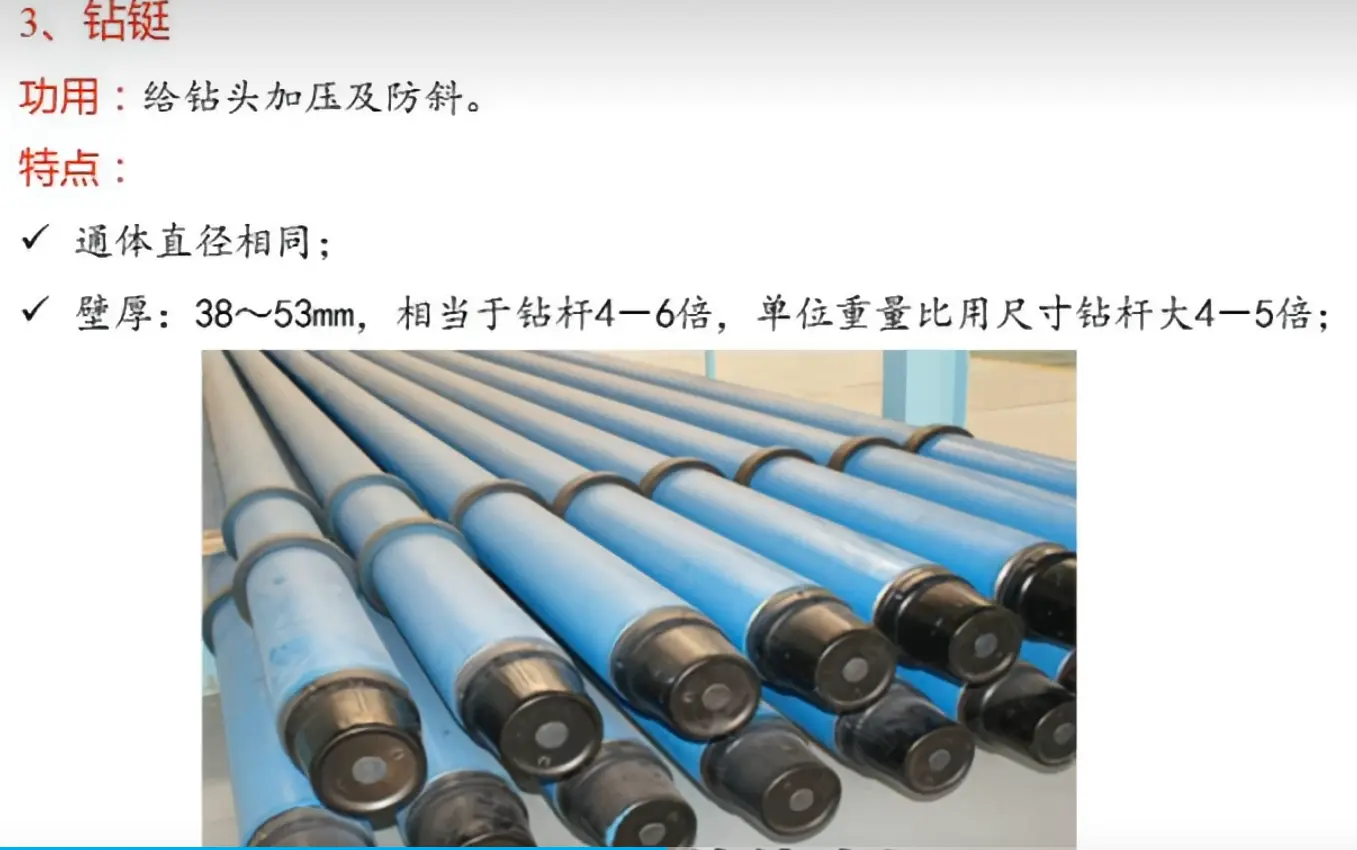 3、钻铤
功用：给钻头加压及防斜。
特点：
✓ 通体直径相同；
✓ 壁厚：38～53mm，相当于钻杆4－6倍，单位重量比用尺寸钻杆大4－5倍；